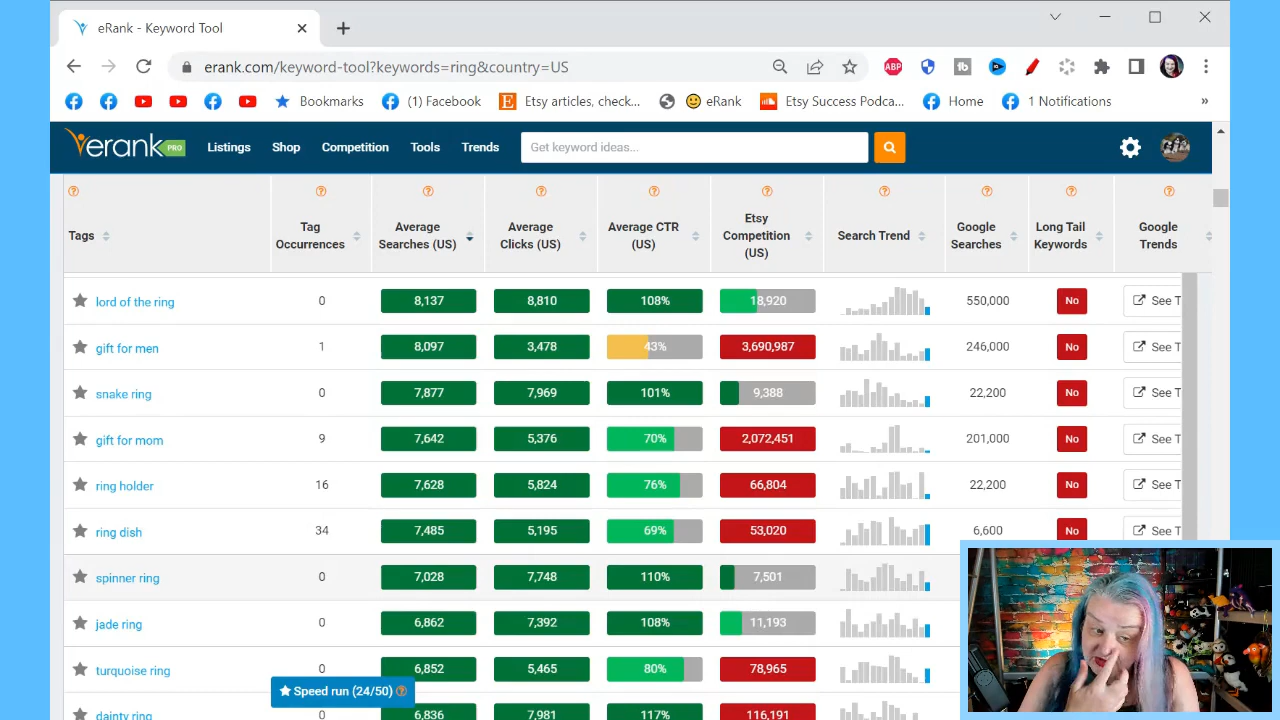 eRank - Keyword Tool
erank.com/keyword-tool?keywords=ring&country=US
ABP
tb
Bookmarks (1) Facebook E Etsy articles, check... eRank Etsy Success Podca... Home 1 Notifications »
erank PRO Listings Shop Competition Tools Trends Get keyword ideas...
Tags Tag Occurrences Average Searches (US) Average Clicks (US) Average CTR (US) Etsy Competition (US) Search Trend Google Searches Long Tail Keywords Google Trends
lord of the ring 0 8,137 8,810 108% 18,920 550,000 No See T
gift for men 1 8,097 3,478 43% 3,690,987 246,000 No See T
snake ring 0 7,877 7,969 101% 9,388 22,200 No See T
gift for mom 9 7,642 5,376 70% 2,072,451 201,000 No See T
ring holder 16 7,628 5,824 76% 66,804 22,200 No See T
ring dish 34 7,485 5,195 69% 53,020 6,600 No See T
spinner ring 0 7,028 7,748 110% 7,501
jade ring 0 6,862 7,392 108% 11,193
turquoise ring 0 6,852 5,465 80% 78,965
Speed run (24/50)
dainty ring 0 6,836 7,981 117% 116,191